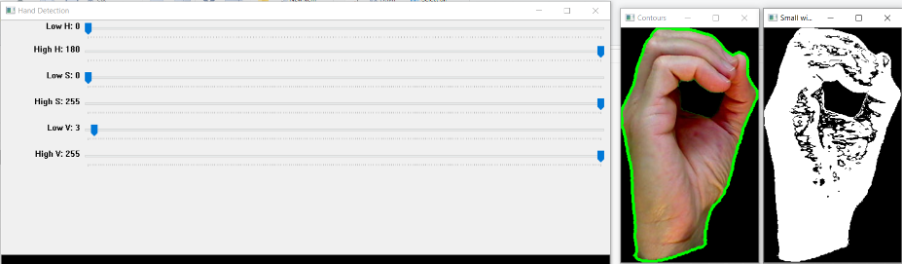 Hand Detection
Low H: 0
High H: 180
Low S: 0
High S: 255
Low V: 3
High V: 255
Contours
Small wi...